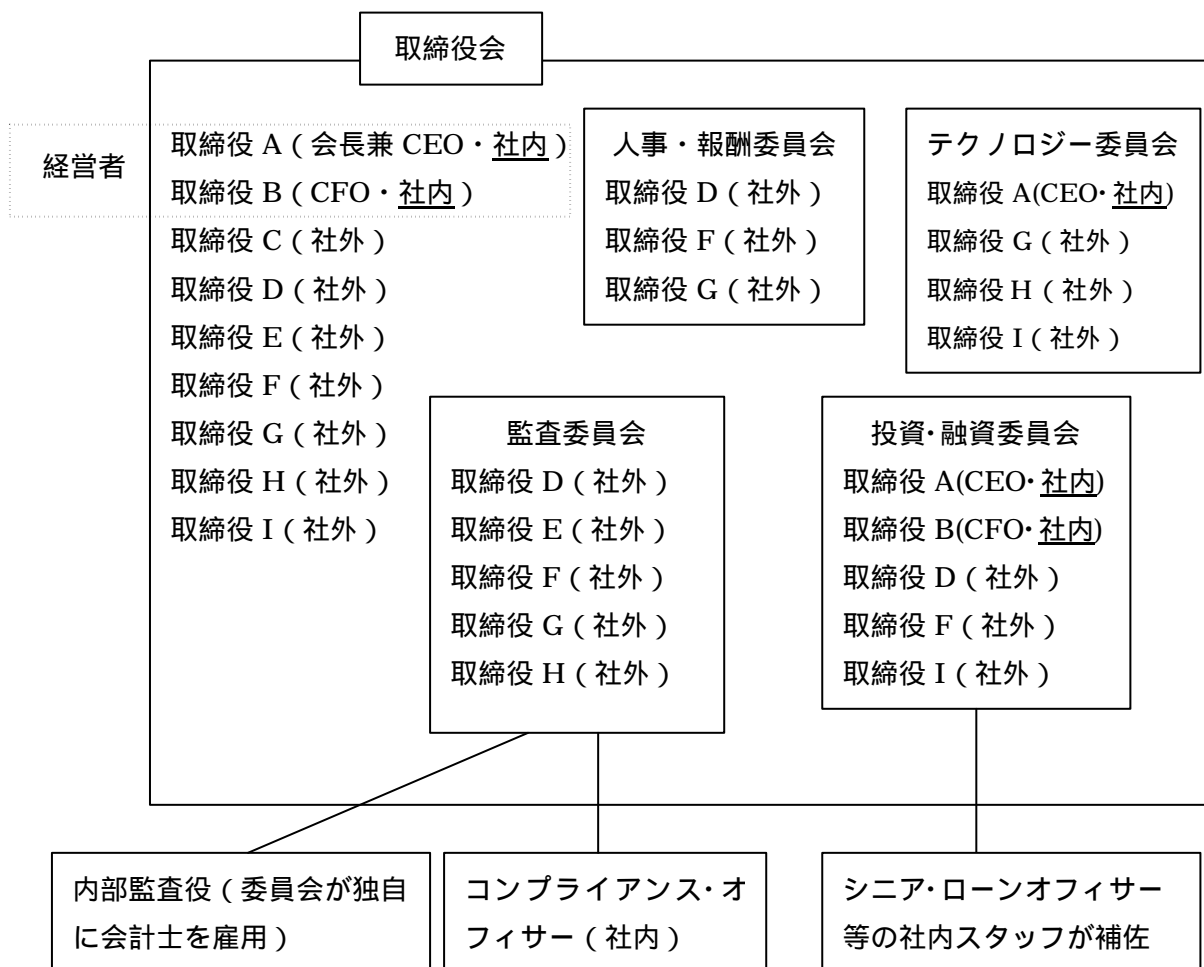 取締役会
経営者
取締役 A（会長兼 CEO・社内）
取締役 B（CFO・社内）
取締役 C（社外）
取締役 D（社外）
取締役 E（社外）
取締役 F（社外）
取締役 G（社外）
取締役 H（社外）
取締役 I（社外）
人事・報酬委員会
取締役 D（社外）
取締役 F（社外）
取締役 G（社外）
テクノロジー委員会
取締役 A(CEO･社内)
取締役 G（社外）
取締役 H（社外）
取締役 I（社外）
監査委員会
取締役 D（社外）
取締役 E（社外）
取締役 F（社外）
取締役 G（社外）
取締役 H（社外）
投資･融資委員会
取締役 A(CEO･社内)
取締役 B(CFO･社内)
取締役 D（社外）
取締役 F（社外）
取締役 I（社外）
内部監査役（委員会が独自
に会計士を雇用）
コンプライアンス･オ
フィサー（社内）
シニア･ローンオフィサー
等の社内スタッフが補佐